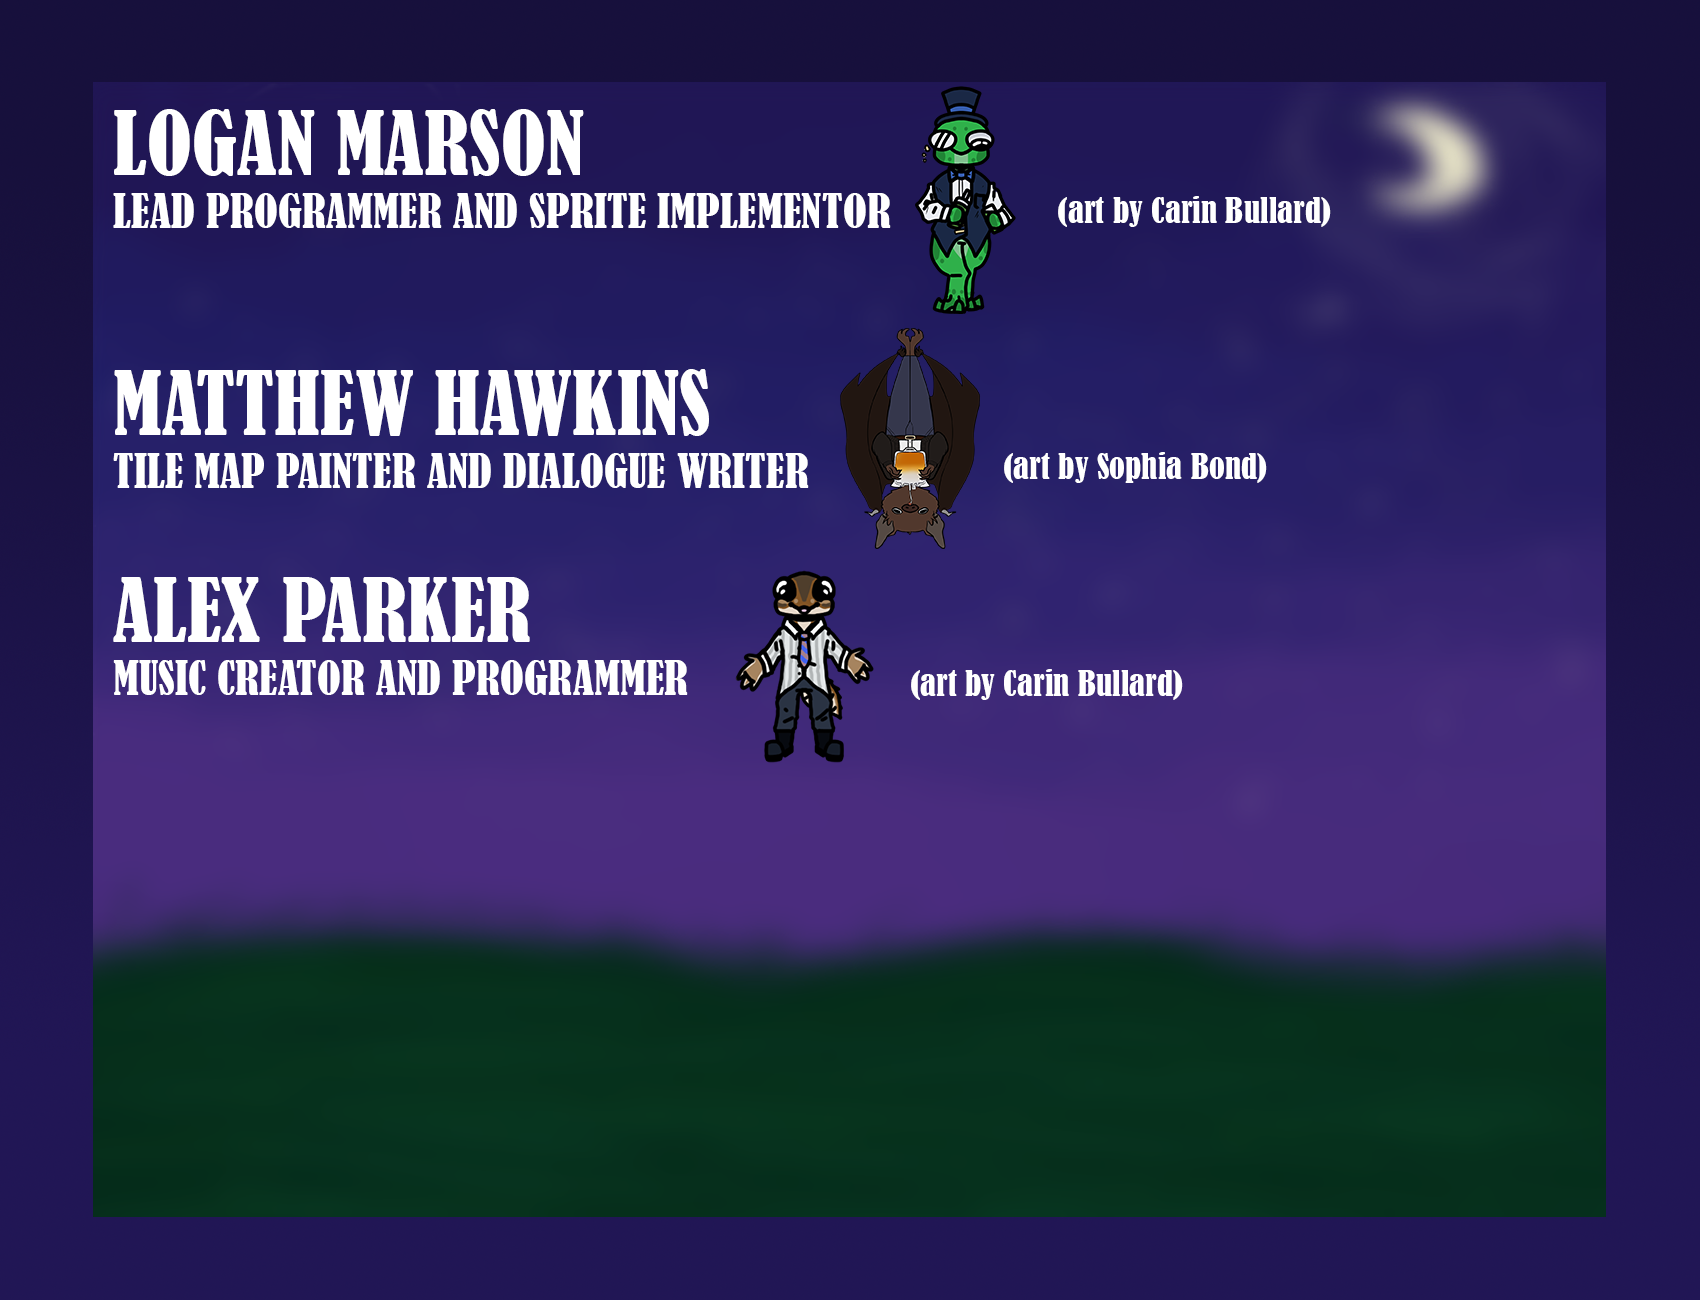 LOGAN MARSON
LEAD PROGRAMMER AND SPRITE IMPLEMENTOR
(art by Carin Bullard)
MATTHEW HAWKINS
TILE MAP PAINTER AND DIALOGUE WRITER
(art by Sophia Bond)
ALEX PARKER
MUSIC CREATOR AND PROGRAMMER
(art by Carin Bullard)